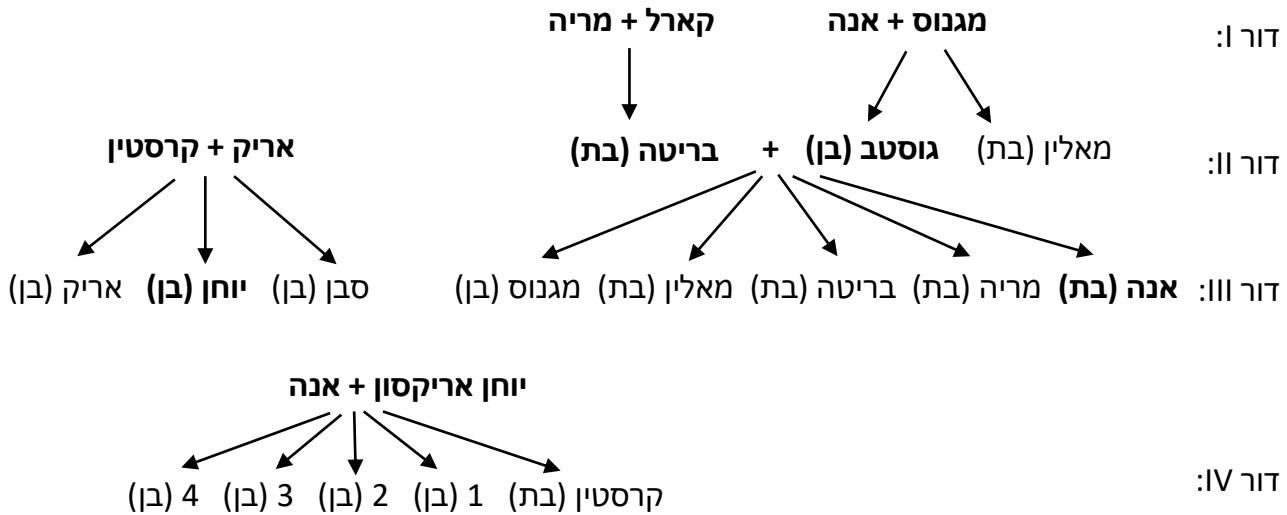 דור I: מגנוס + אנה קארל + מריה
דור II: מאלין (בת) גוסטב (בן) + בריטה (בת) אריק + קרסטין
דור III: אנה (בת) מריה (בת) בריטה (בת) מאלין (בת) מגנוס (בן) סבן (בן) יוחן (בן) אריק (בן)
יוחן אריקסון + אנה
דור IV: קרסטין (בת) 1 (בן) 2 (בן) 3 (בן) 4 (בן)